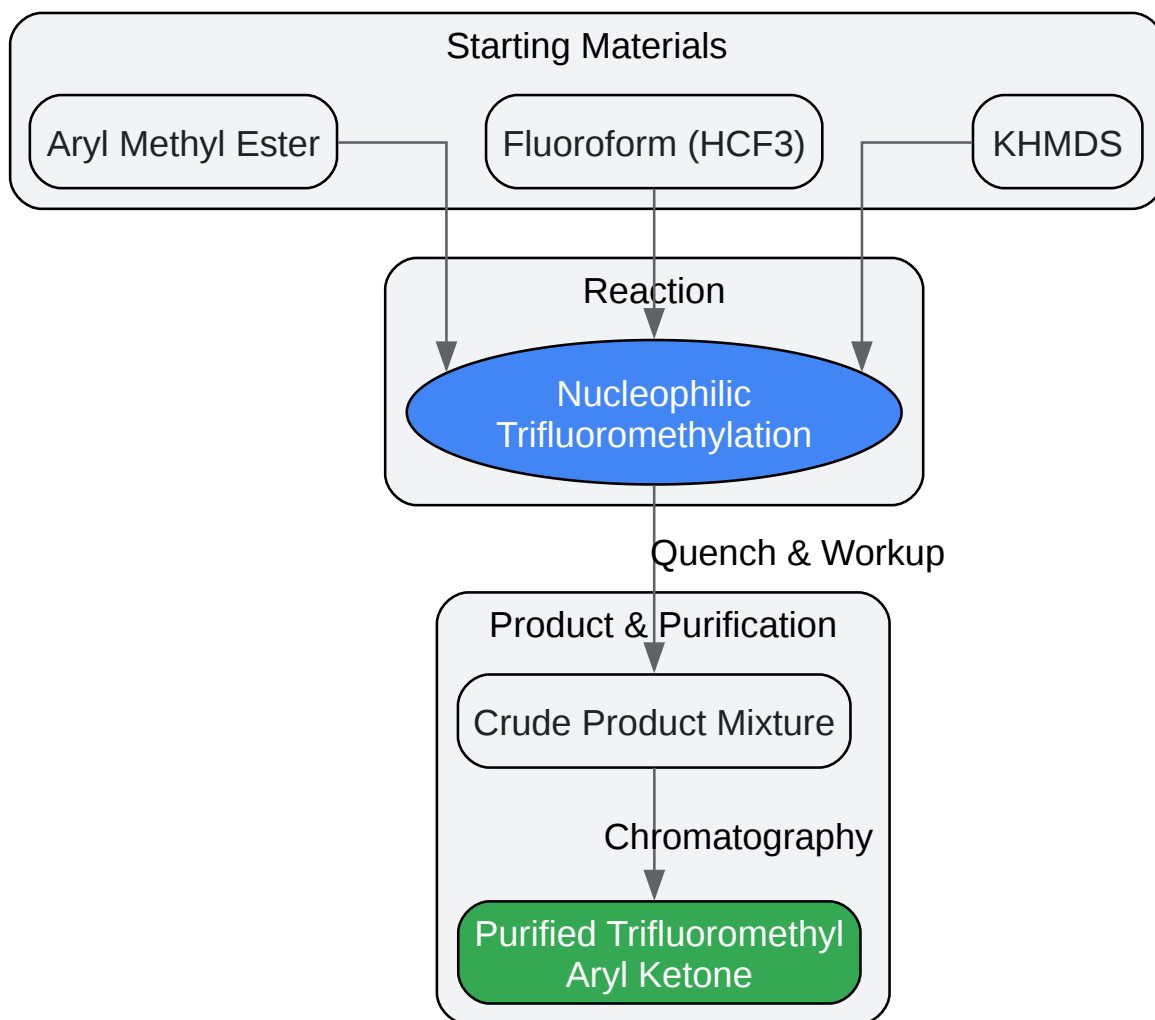 Starting Materials
Aryl Methyl Ester
Fluoroform (HCF3)
KHMDS
Reaction
Nucleophilic
Trifluoromethylation
Quench & Workup
Product & Purification
Crude Product Mixture
Chromatography
Purified Trifluoromethyl
Aryl Ketone